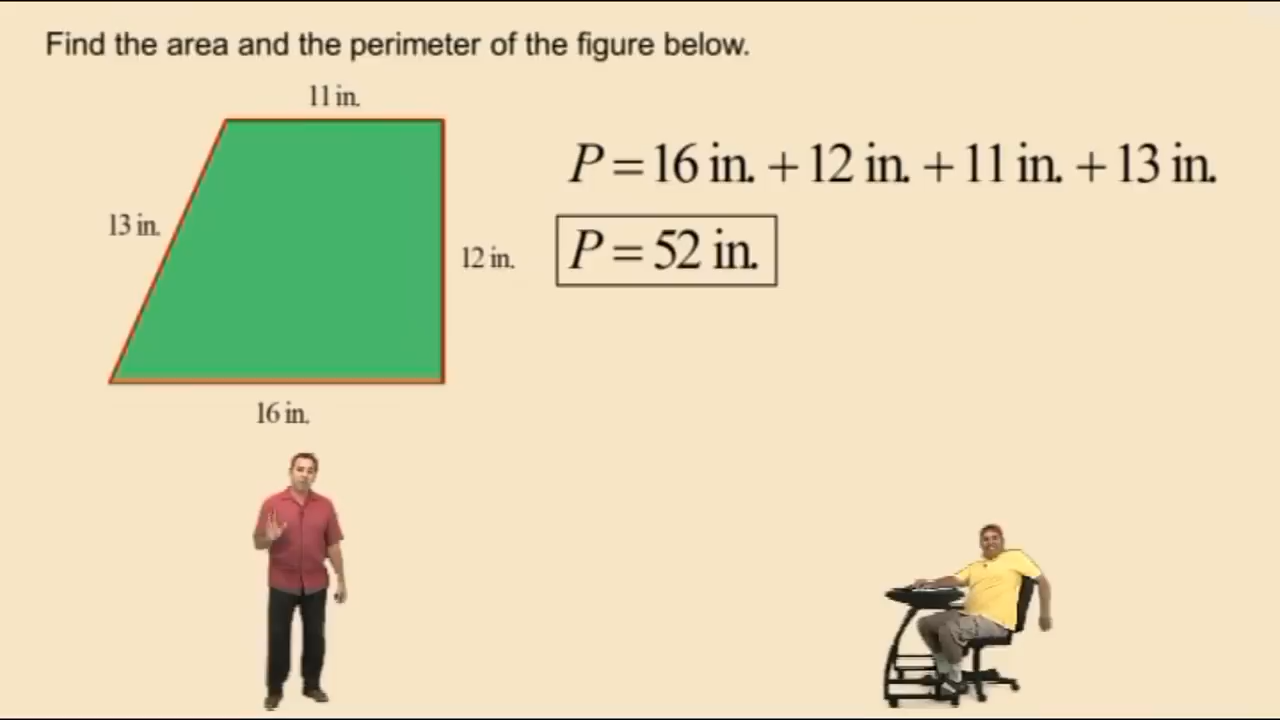 Find the area and the perimeter of the figure below.
11 in.
13 in.
12 in.
16 in.
P = 16 in. + 12 in. + 11 in. + 13 in.
P = 52 in.